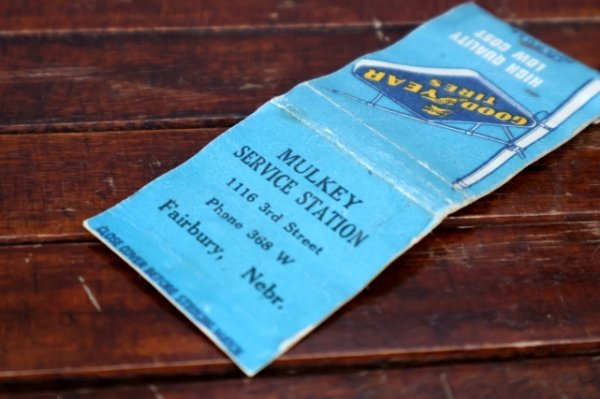 MULKEY
SERVICE STATION
1116 3rd Street
Phone 368 W
Fairbury, Nebr.
CLOSE COVER BEFORE STRIKING MATCH
GOODYEAR
TIRES
HIGH QUALITY
LOW COST